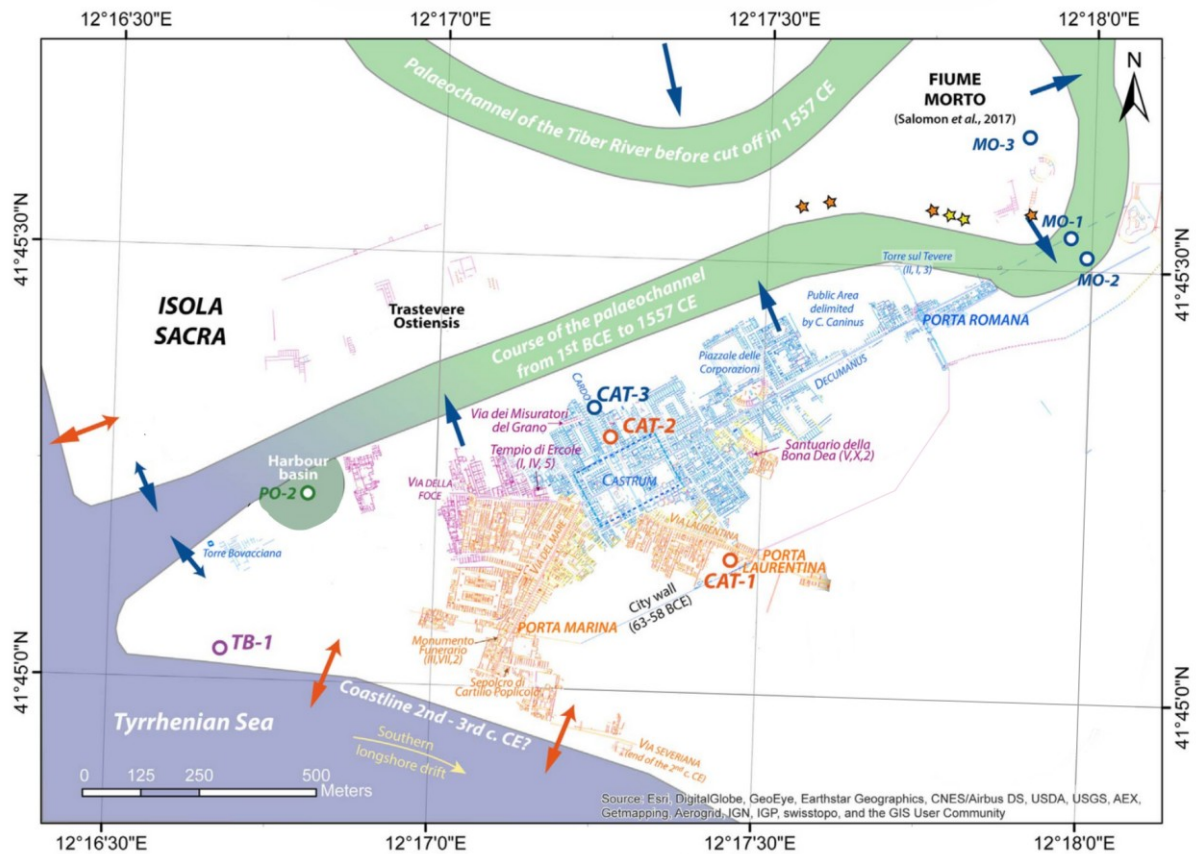 12°16'30"E
12°17'0"E
12°17'30"E
12°18'0"E
N
Palaeochannel of the Tiber River before cut off in 1557 CE
FIUME
MORTO
(Salomon et al., 2017)
MO-3
41°45'30"N
MO-1
MO-2
41°45'30"N
Torre sul Tevere
(II, I, 3)
ISOLA
SACRA
Trastevere
Ostiensis
Course of the palaeochannel
from 1st BCE to 1557 CE
Public Area
delimited
by C. Caninus
PORTA ROMANA
Piazzale delle
Corporazioni
DECUMANUS
CARDO
CAT-3
Via dei Misuratori
del Grano
CAT-2
Tempio di Ercole
(I, IV, 5)
Santuario della
Bona Dea (V,X,2)
Harbour
basin
PO-2
VIA DELLA
FOCE
CASTRUM
Torre Bovacciana
VIA DEL MARE
VIA LAURENTINA
PORTA
LAURENTINA
CAT-1
City wall
(63-58 BCE)
TB-1
PORTA MARINA
Monumento
Funerario
(III,VII,2)
Sepolcro di
Cartilio Poplicola
41°45'0"N
41°45'0"N
Tyrrhenian Sea
Coastline 2nd - 3rd c. CE?
Southern
longshore drift
VIA SEVERIANA
(end of the 2nd c. CE)
0 125 250 500
Meters
Source: Esri, DigitalGlobe, GeoEye, Earthstar Geographics, CNES/Airbus DS, USDA, USGS, AEX,
Getmapping, Aerogrid, IGN, IGP, swisstopo, and the GIS User Community
12°16'30"E
12°17'0"E
12°17'30"E
12°18'0"E